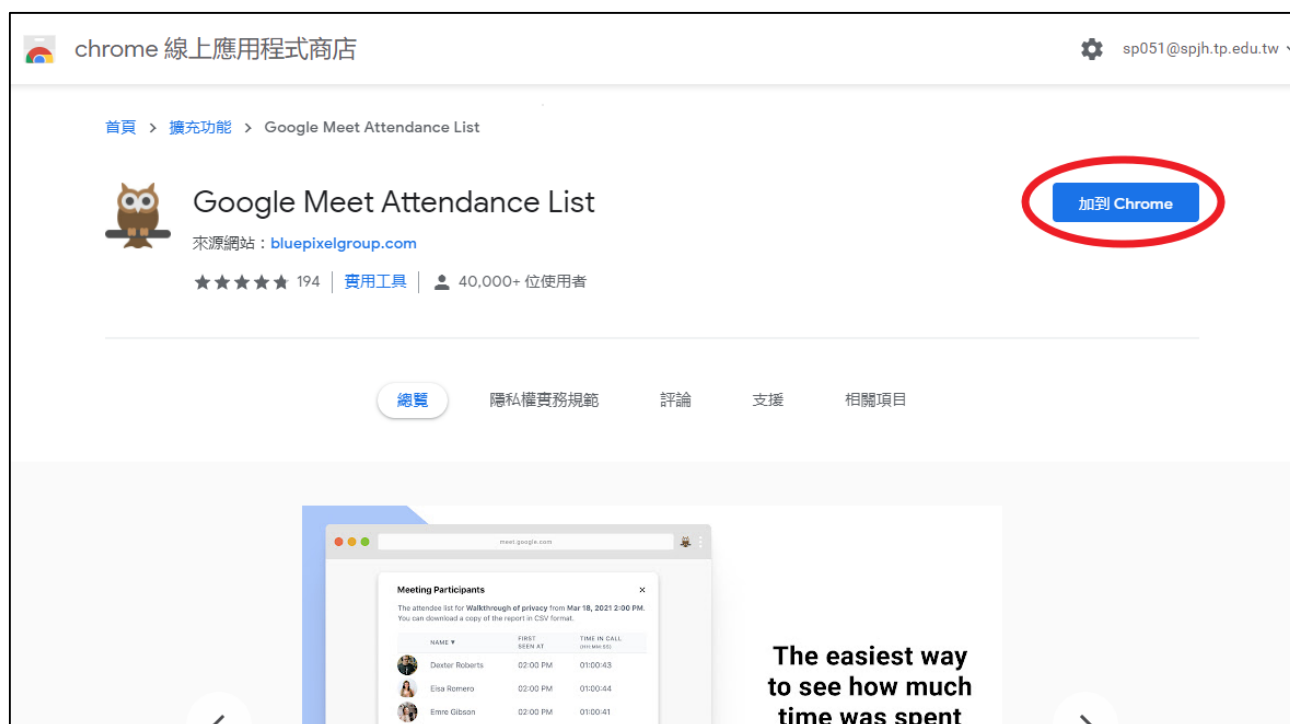 chrome 線上應用程式商店
sp051@spjh.tp.edu.tw
首頁 > 擴充功能 > Google Meet Attendance List
Google Meet Attendance List
加到 Chrome
來源網站：bluepixelgroup.com
194 實用工具 40,000+ 位使用者
總覽 隱私權實務規範 評論 支援 相關項目
meet.google.com
Meeting Participants
The attendee list for Walkthrough of privacy from Mar 18, 2021 2:00 PM.
You can download a copy of the report in CSV format.
NAME FIRST SEEN AT TIME IN CALL (HH:MM:SS)
Dexter Roberts 02:00 PM 01:00:43
Elsa Romero 02:00 PM 01:00:44
Emre Gibson 02:00 PM 01:00:41
The easiest way
to see how much
time was spent